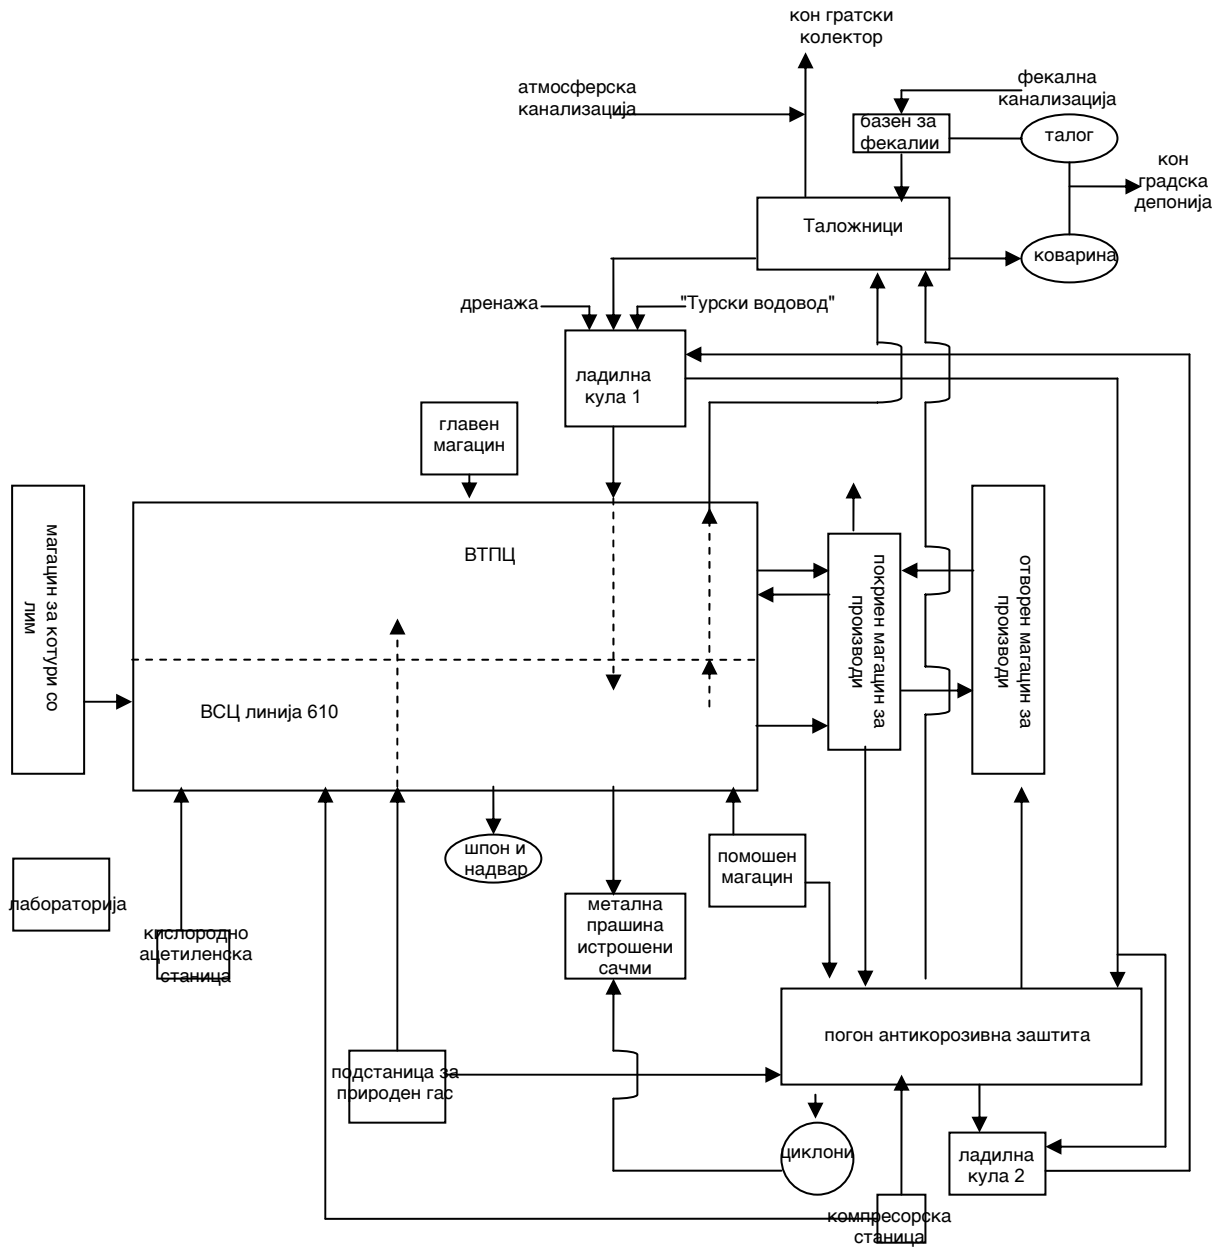 кон гратски
колектор
атмосферска
канализација
фекална
канализација
базен за
фекалии
талог
кон
градска
депонија
Таложници
коварина
дренажа
"Турски водовод"
ладилна
кула 1
главен
магацин
магацин за котури со
лим
ВТПЦ
покриен магацин за
производи
отворен магацин за
производи
ВСЦ линија 610
шпон и
надвар
помошен
магацин
лабораторија
метална
прашина
истрошени
сачми
кислородно
ацетиленска
станица
погон антикорозивна заштита
подстаница за
природен гас
циклони
ладилна
кула 2
компресорска
станица